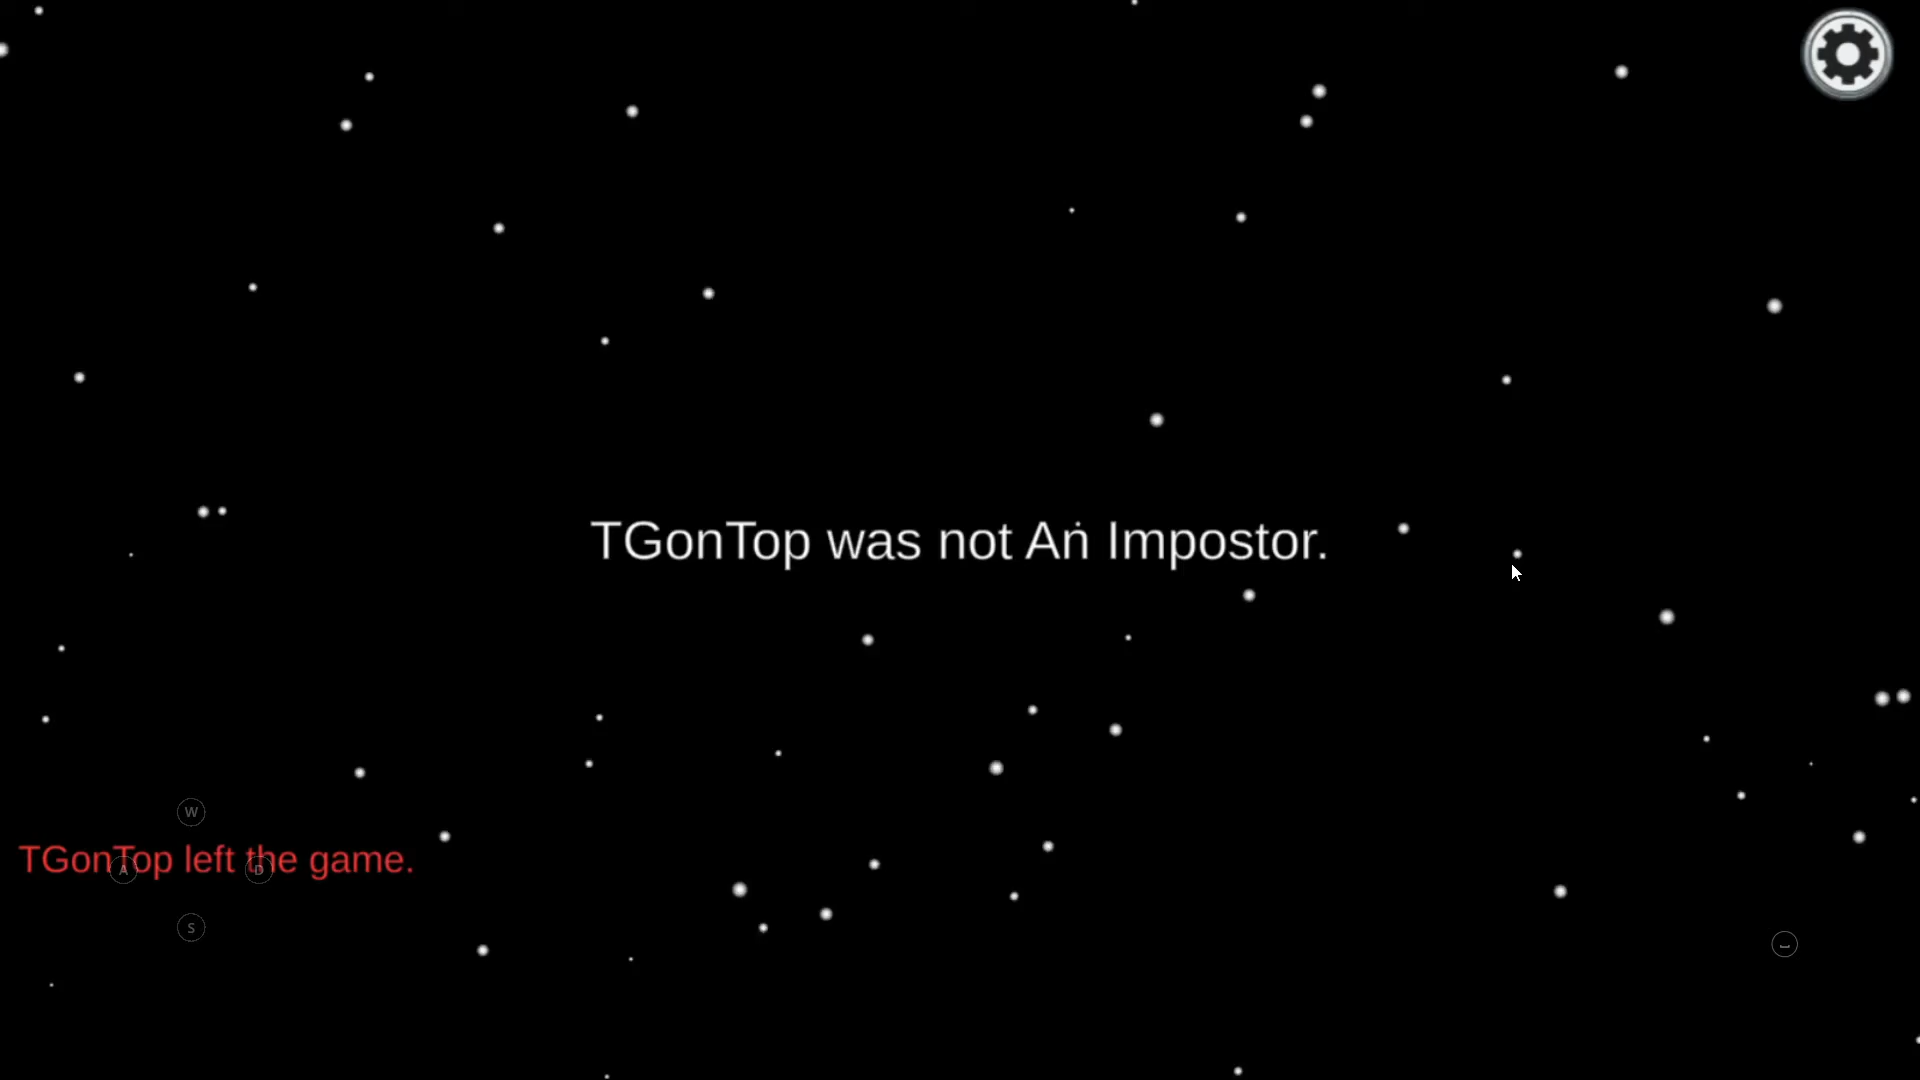 TGonTop was not An Impostor.
W
TGonTop left the game.
A D
S